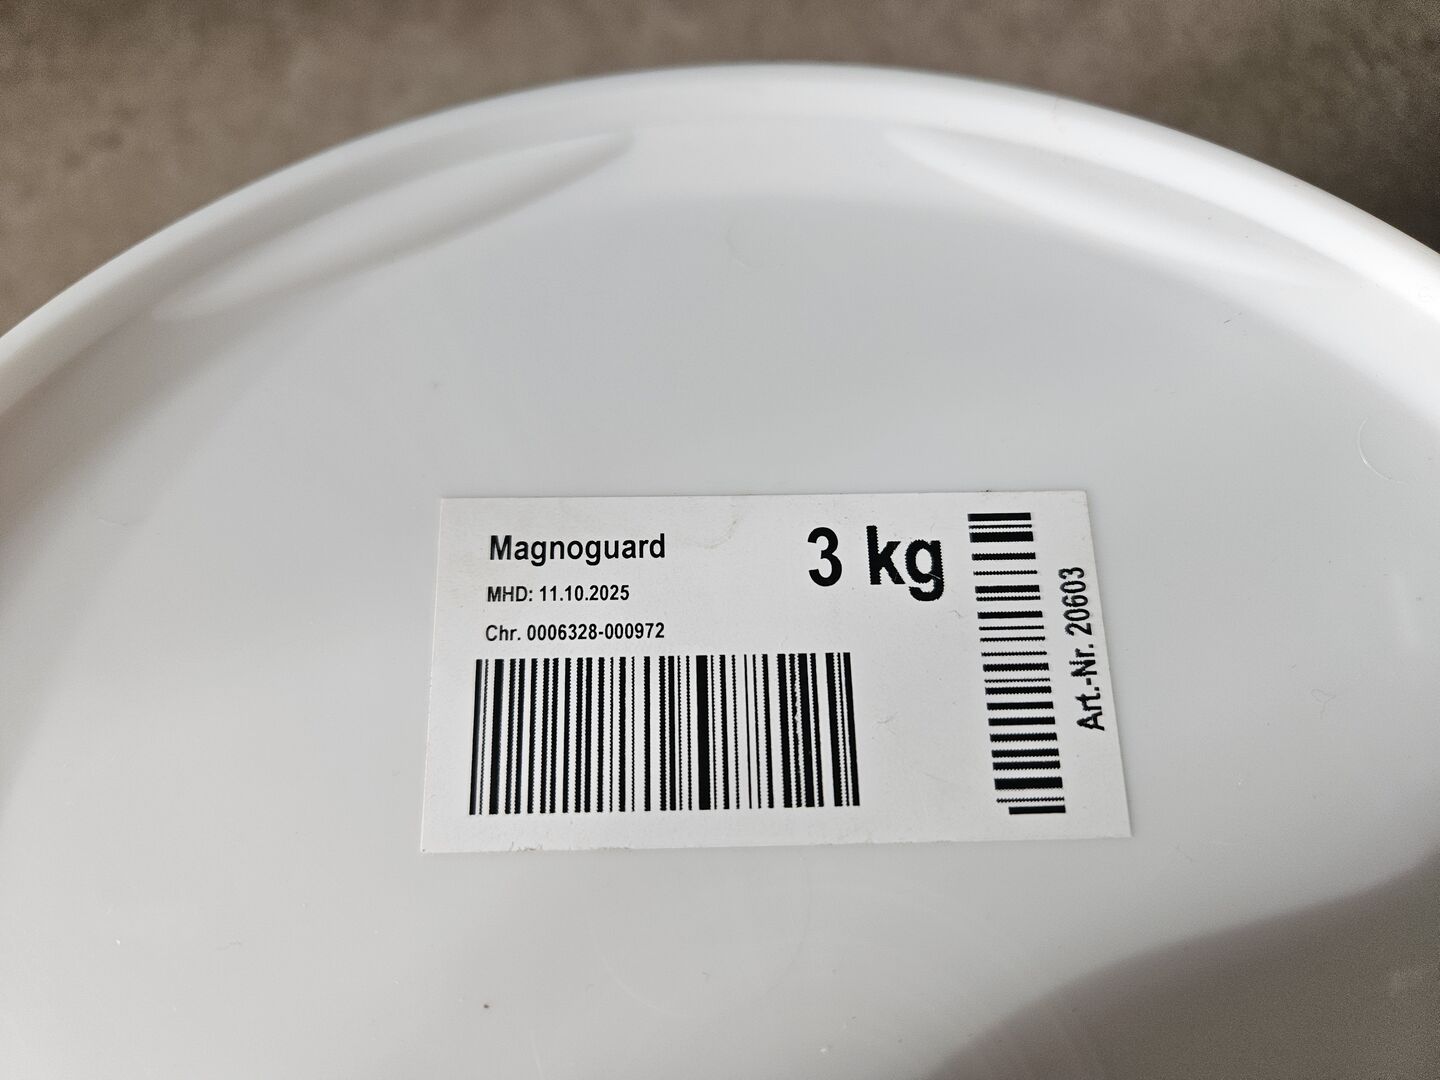 Magnoguard
3 kg
MHD: 11.10.2025
Chr. 0006328-000972
Art.-Nr. 20603